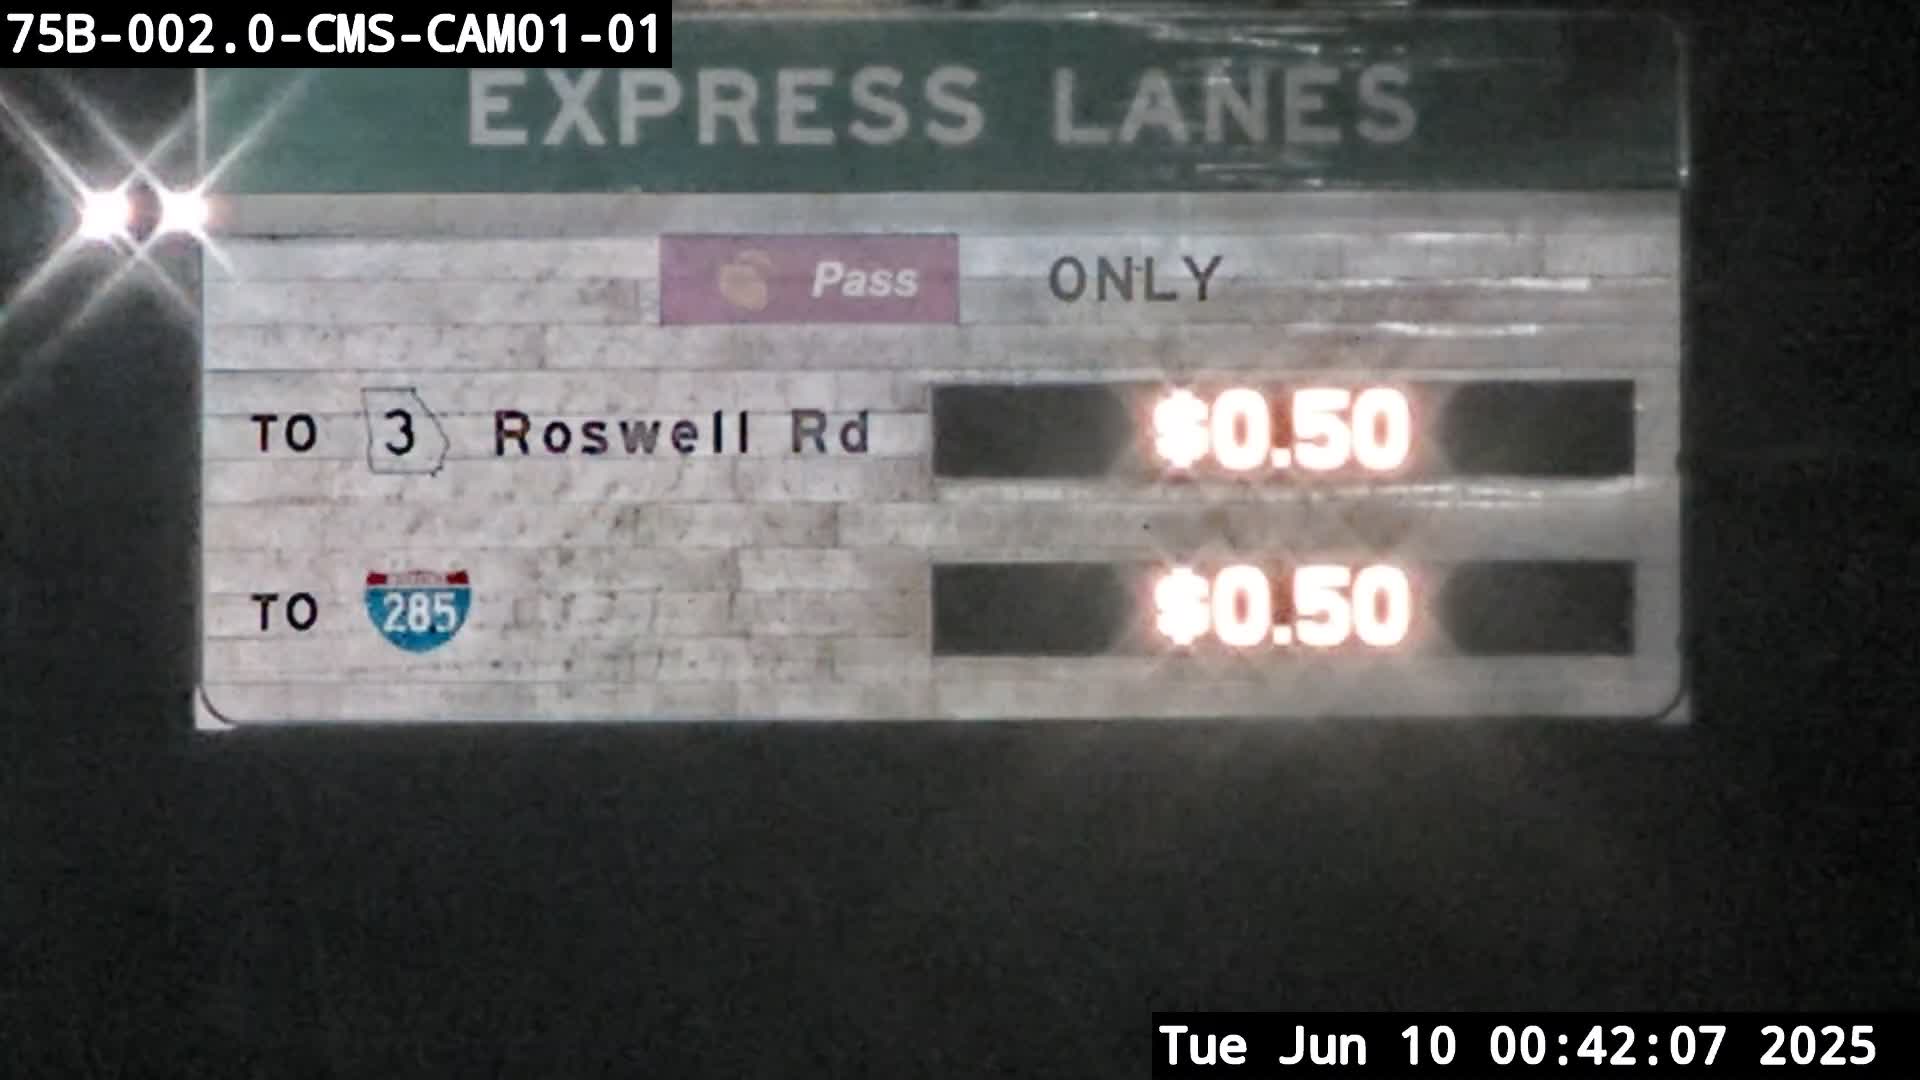 75B-002.0-CMS-CAM01-01
EXPRESS LANES
Pass ONLY
TO 3 Roswell Rd $0.50
TO 285 $0.50
Tue Jun 10 00:42:07 2025